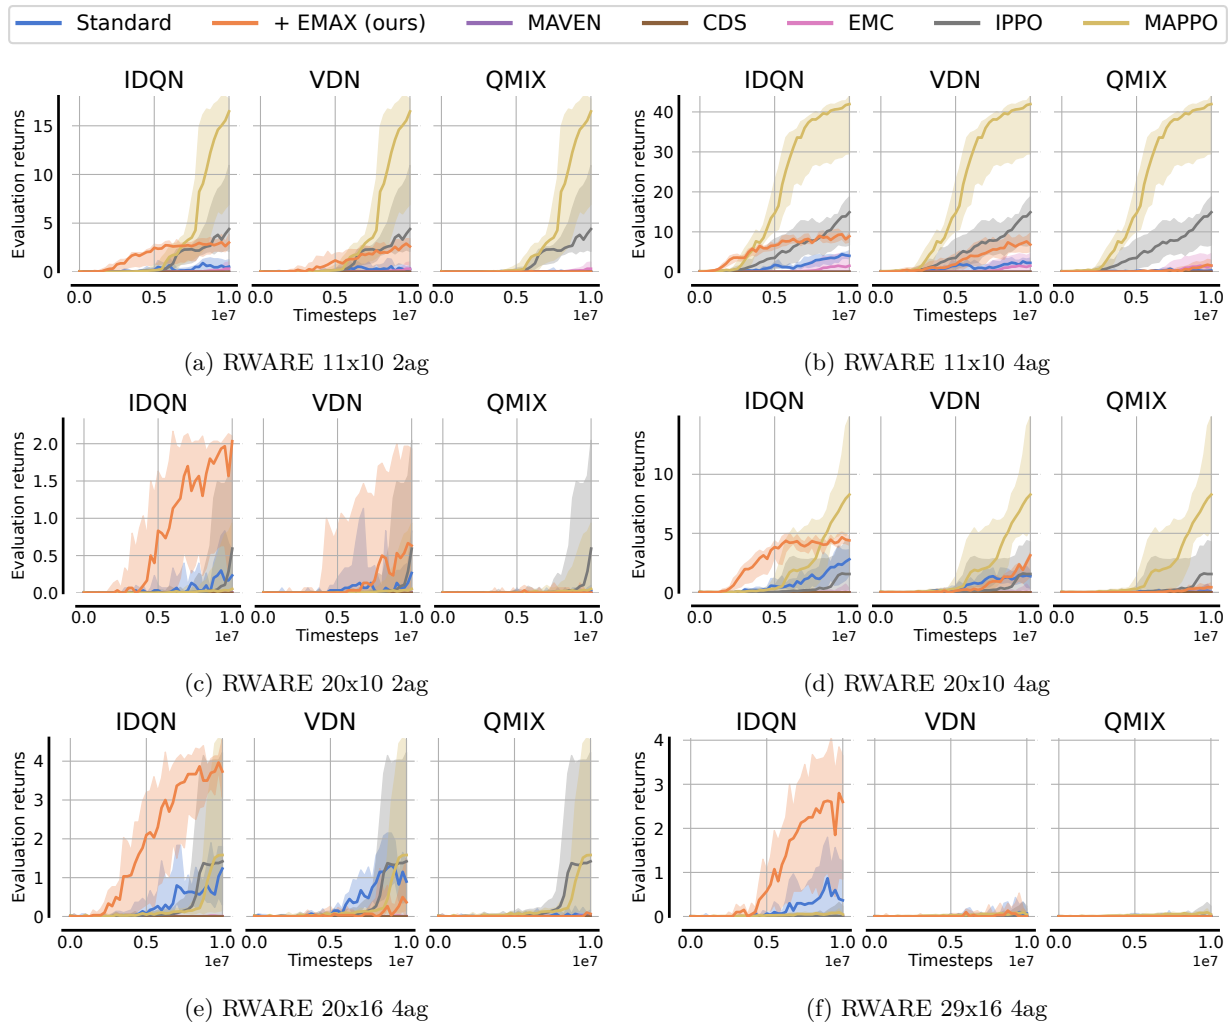 Standard + EMAX (ours) MAVEN CDS EMC IPPO MAPPO
IDQN VDN QMIX
Evaluation returns
15
10
5
0
0.0 0.5 1.0 0.0 0.5 1.0 0.0 0.5 1.0
1e7 Timesteps 1e7 1e7
(a) RWARE 11x10 2ag
IDQN VDN QMIX
Evaluation returns
40
30
20
10
0
0.0 0.5 1.0 0.0 0.5 1.0 0.0 0.5 1.0
1e7 Timesteps 1e7 1e7
(b) RWARE 11x10 4ag
IDQN VDN QMIX
Evaluation returns
2.0
1.5
1.0
0.5
0.0
0.0 0.5 1.0 0.0 0.5 1.0 0.0 0.5 1.0
1e7 Timesteps 1e7 1e7
(c) RWARE 20x10 2ag
IDQN VDN QMIX
Evaluation returns
10
5
0
0.0 0.5 1.0 0.0 0.5 1.0 0.0 0.5 1.0
1e7 Timesteps 1e7 1e7
(d) RWARE 20x10 4ag
IDQN VDN QMIX
Evaluation returns
4
3
2
1
0
0.0 0.5 1.0 0.0 0.5 1.0 0.0 0.5 1.0
1e7 Timesteps 1e7 1e7
(e) RWARE 20x16 4ag
IDQN VDN QMIX
Evaluation returns
4
3
2
1
0
0.0 0.5 1.0 0.0 0.5 1.0 0.0 0.5 1.0
1e7 Timesteps 1e7 1e7
(f) RWARE 29x16 4ag